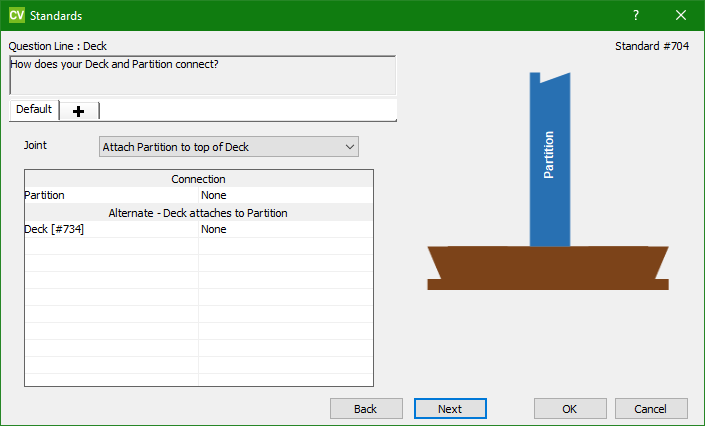 CV Standards
Question Line : Deck
Standard #704
How does your Deck and Partition connect?
Default
Joint
Attach Partition to top of Deck
Connection
Partition None
Alternate - Deck attaches to Partition
Deck [#734] None
Partition
Back Next OK Cancel